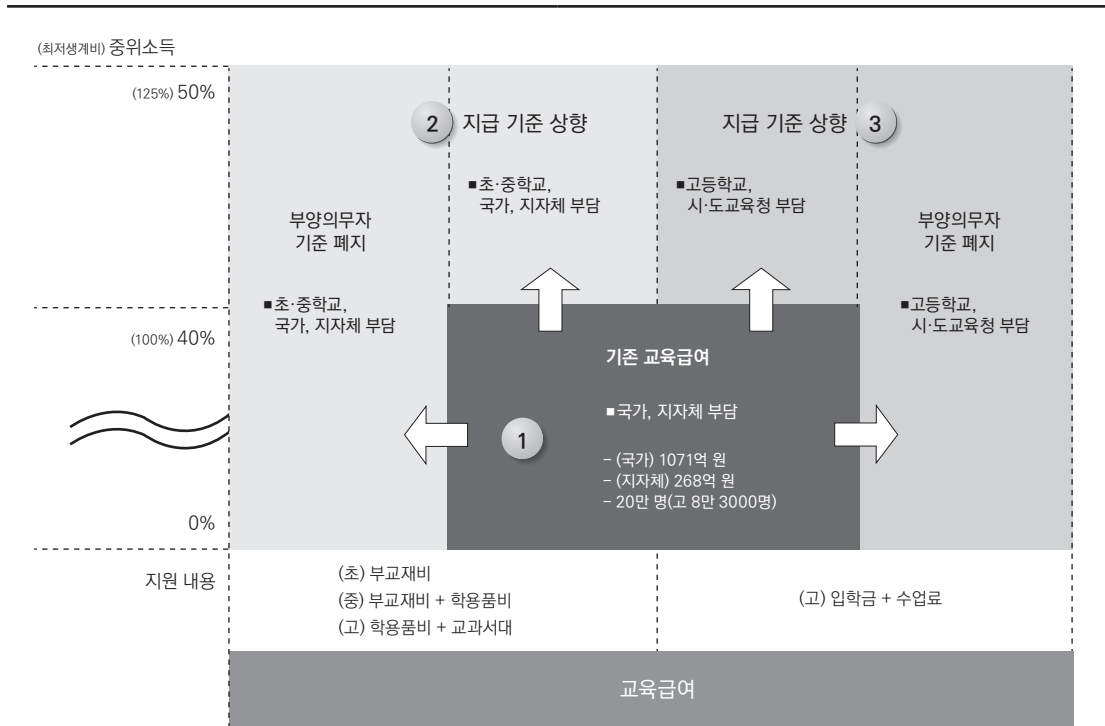 (최저생계비) 중위소득
(125%) 50%
2 지급 기준 상향
■초·중학교,
국가, 지자체 부담
지급 기준 상향 3
■고등학교,
시·도교육청 부담
부양의무자
기준 폐지
■초·중학교,
국가, 지자체 부담
부양의무자
기준 폐지
■고등학교,
시·도교육청 부담
(100%) 40%
기존 교육급여
■국가, 지자체 부담
1
– (국가) 1071억 원
– (지자체) 268억 원
– 20만 명(고 8만 3000명)
0%
지원 내용
(초) 부교재비
(중) 부교재비 + 학용품비
(고) 학용품비 + 교과서대
(고) 입학금 + 수업료
교육급여